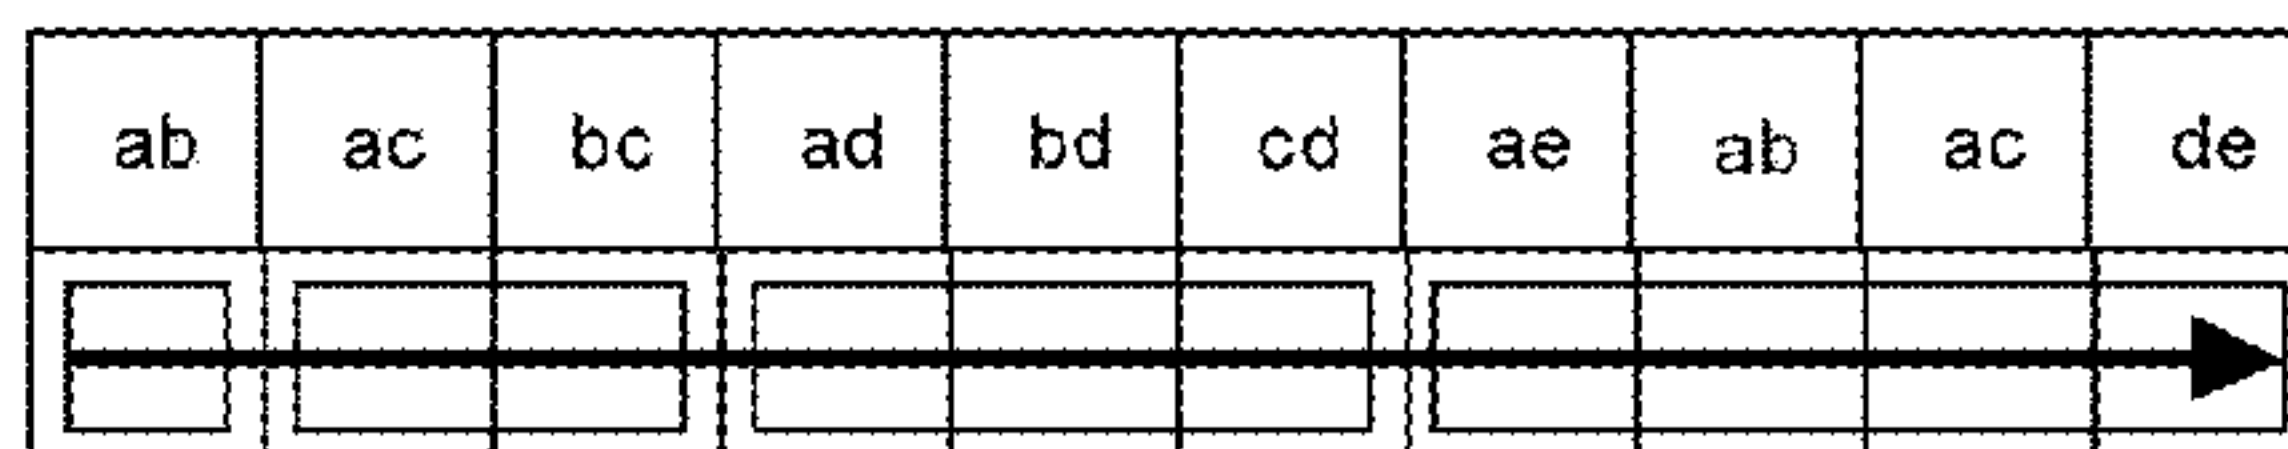 ab ac bc ad bd cd ae ab ac de